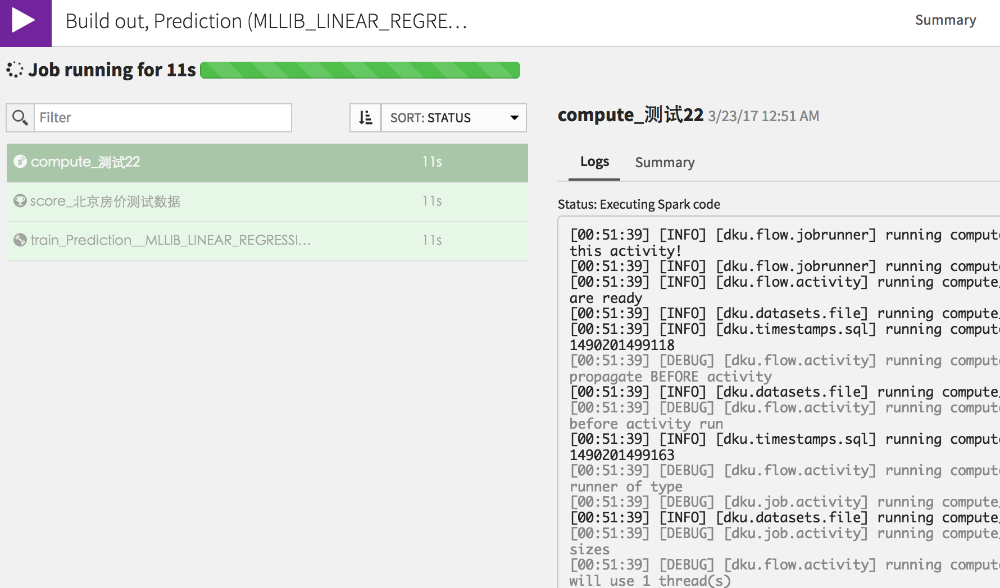 Build out, Prediction (MLLIB_LINEAR_REGRE...
Summary
Job running for 11s
Filter
SORT: STATUS
compute_测试22 11s
score_北京房价测试数据 11s
train_Prediction__MLLIB_LINEAR_REGRESSI... 11s
compute_测试22 3/23/17 12:51 AM
Logs Summary
Status: Executing Spark code
[00:51:39] [INFO] [dku.flow.jobrunner] running compute
this activity!
[00:51:39] [INFO] [dku.flow.jobrunner] running compute
[00:51:39] [INFO] [dku.flow.activity] running compute_
are ready
[00:51:39] [INFO] [dku.datasets.file] running compute_
[00:51:39] [INFO] [dku.timestamps.sql] running compute
1490201499118
[00:51:39] [DEBUG] [dku.flow.activity] running compute
propagate BEFORE activity
[00:51:39] [INFO] [dku.datasets.file] running compute_
[00:51:39] [DEBUG] [dku.flow.activity] running compute
before activity run
[00:51:39] [INFO] [dku.timestamps.sql] running compute
1490201499163
[00:51:39] [DEBUG] [dku.flow.activity] running compute
runner of type
[00:51:39] [DEBUG] [dku.job.activity] running compute_
[00:51:39] [INFO] [dku.datasets.file] running compute_
[00:51:39] [DEBUG] [dku.job.activity] running compute_
sizes
[00:51:39] [DEBUG] [dku.flow.activity] running compute
will use 1 thread(s)